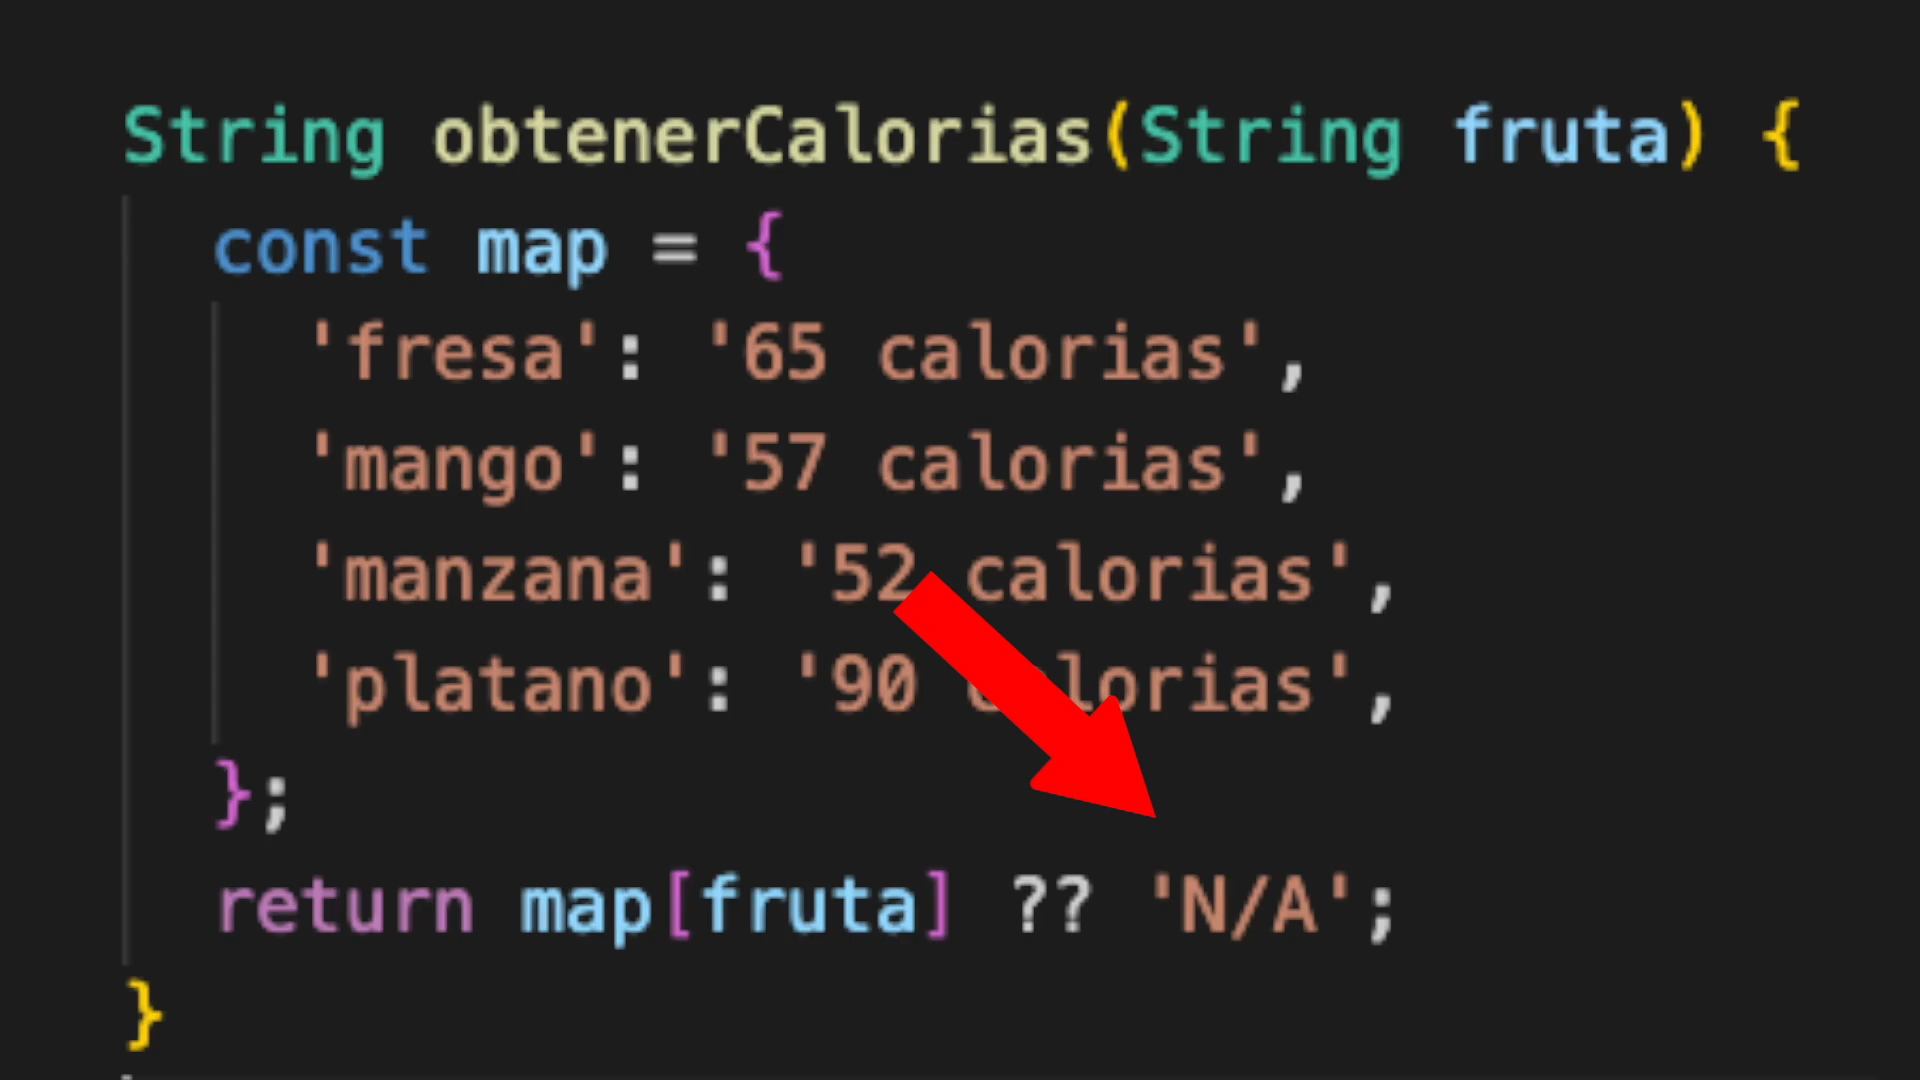 String obtenerCalorias(String fruta) {
const map = {
'fresa': '65 calorias',
'mango': '57 calorias',
'manzana': '52 calorias',
'platano': '90 calorias',
};
return map[fruta] ?? 'N/A';
}